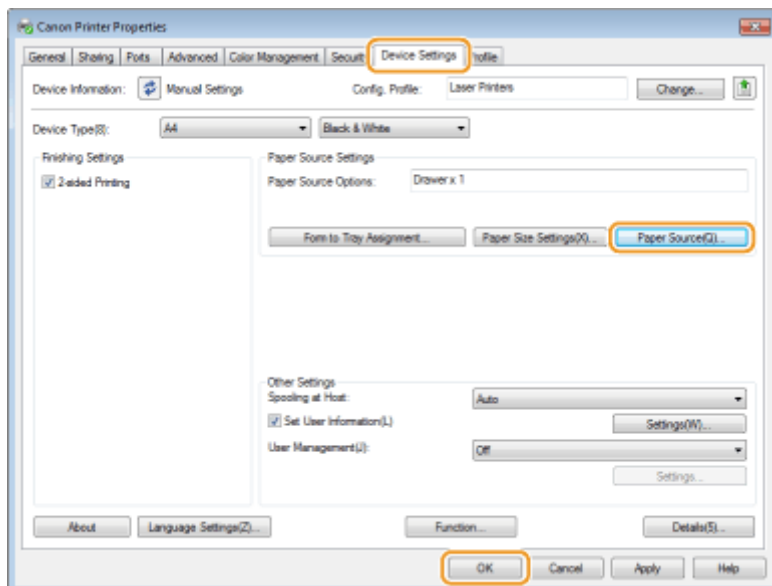 Canon Printer Properties
General Sharing Ports Advanced Color Management Securit Device Settings rofile
Device Information: Manual Settings Config. Profile: Laser Printers Change...
Device Type(8): A4 Black & White
Finishing Settings
2-sided Printing
Paper Source Settings
Paper Source Options: Drawer x 1
Form to Tray Assignment... Paper Size Settings(X)... Paper Source(Q)...
Other Settings
Spooling at Host: Auto
Set User Information(L) Settings(W)...
User Management(J): Off
Settings...
About Language Settings(Z)... Function... Details(5)...
OK Cancel Apply Help